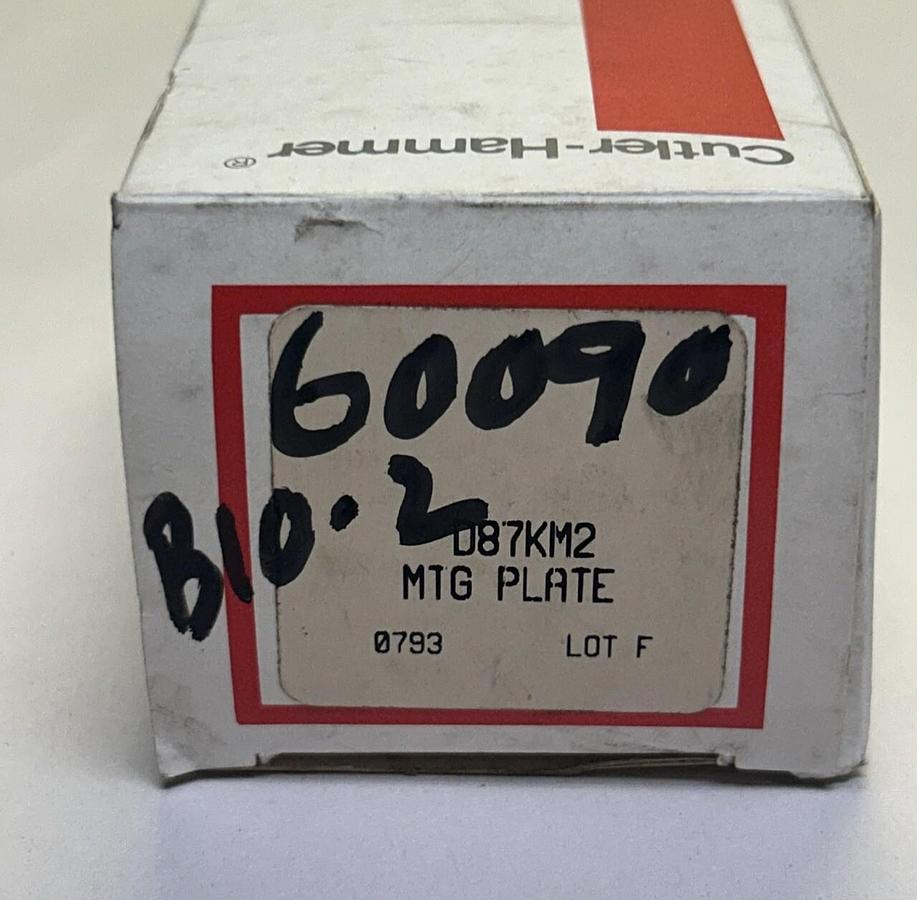 Cutler-Hammer®
60090
B10.2
D87KM2
MTG PLATE
0793 LOT F